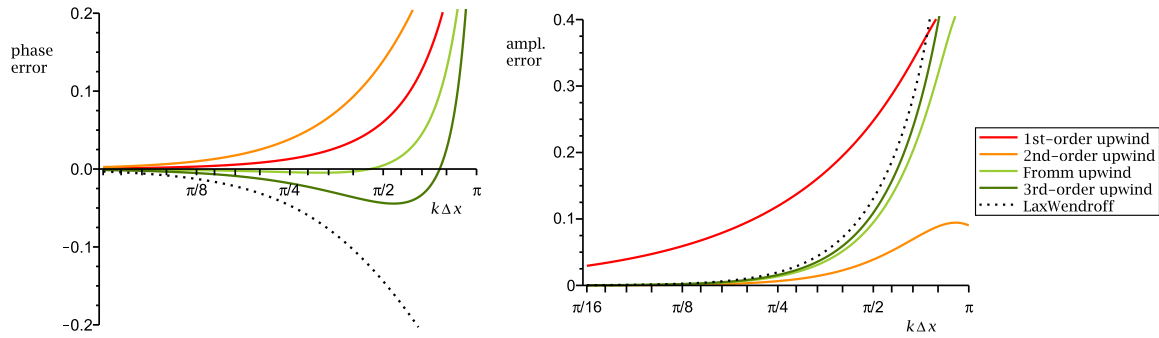 phase
error
0.2
0.1
0.0
−0.1
−0.2
π/8
π/4
π/2
π
kΔx
ampl.
error
0.4
0.3
0.2
0.1
0
π/16
π/8
π/4
π/2
π
kΔx
1st-order upwind
2nd-order upwind
Fromm upwind
3rd-order upwind
LaxWendroff